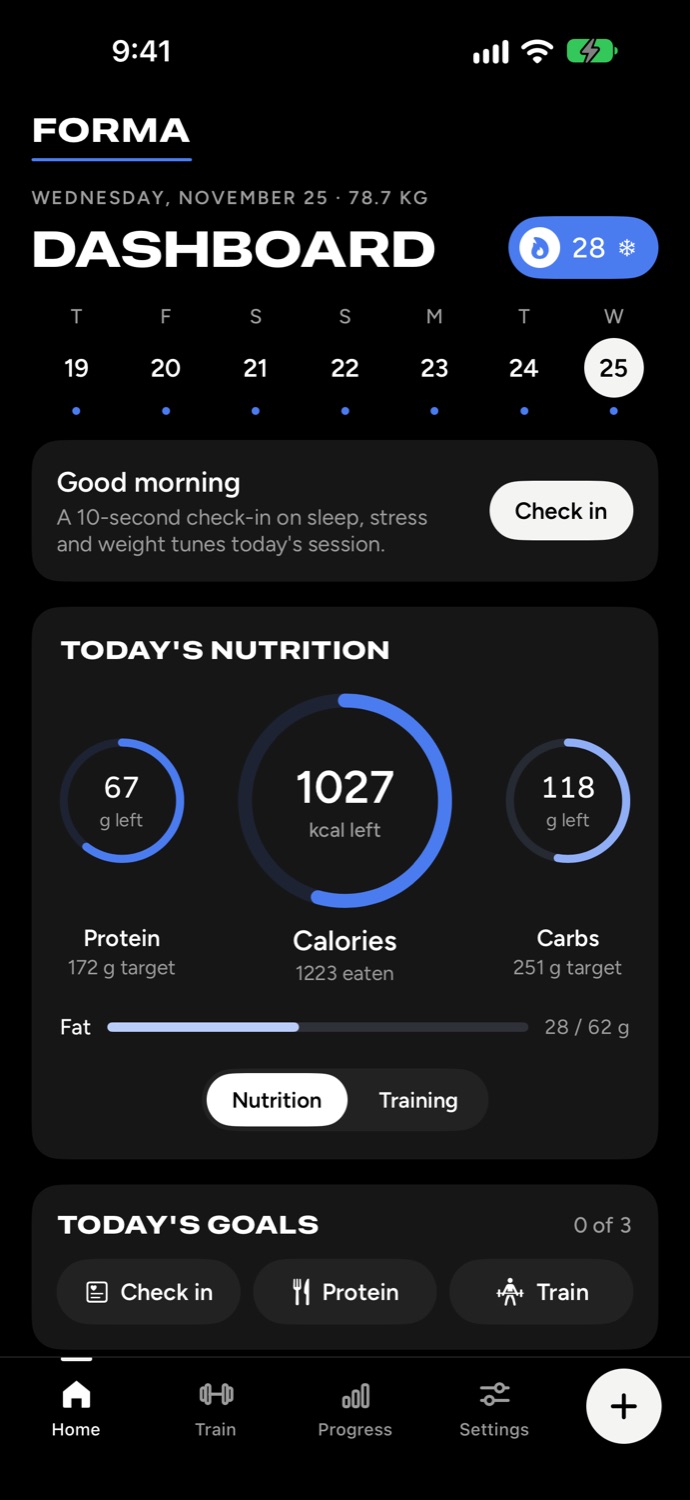 9:41
FORMA
WEDNESDAY, NOVEMBER 25 · 78.7 KG
DASHBOARD
28
T F S S M T W
19 20 21 22 23 24 25
Good morning
A 10-second check-in on sleep, stress
and weight tunes today's session.
Check in
TODAY'S NUTRITION
67
g left
Protein
172 g target
1027
kcal left
Calories
1223 eaten
118
g left
Carbs
251 g target
Fat 28 / 62 g
Nutrition Training
TODAY'S GOALS 0 of 3
Check in Protein Train
Home Train Progress Settings